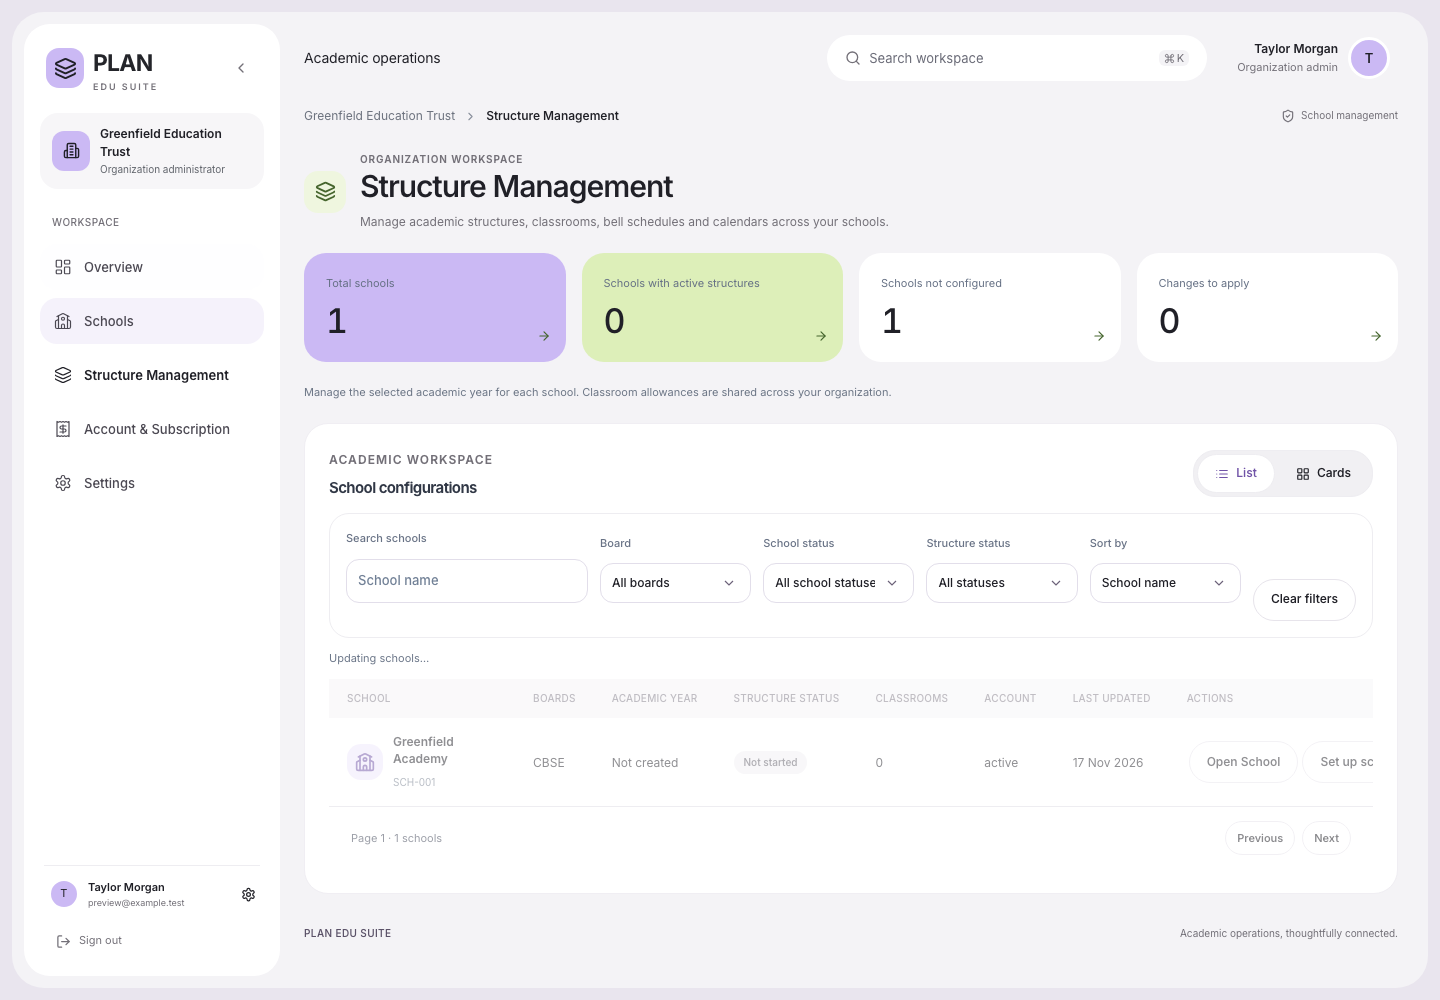 PLAN
EDU SUITE
Greenfield Education
Trust
Organization administrator
WORKSPACE
Overview
Schools
Structure Management
Account & Subscription
Settings
T
Taylor Morgan
preview@example.test
Sign out
Academic operations
Search workspace
⌘ K
Taylor Morgan
Organization admin
T
Greenfield Education Trust > Structure Management
School management
ORGANIZATION WORKSPACE
Structure Management
Manage academic structures, classrooms, bell schedules and calendars across your schools.
Total schools
1
Schools with active structures
0
Schools not configured
1
Changes to apply
0
Manage the selected academic year for each school. Classroom allowances are shared across your organization.
ACADEMIC WORKSPACE
School configurations
List
Cards
Search schools
School name
Board
All boards
School status
All school statuse
Structure status
All statuses
Sort by
School name
Clear filters
Updating schools...
SCHOOL BOARDS ACADEMIC YEAR STRUCTURE STATUS CLASSROOMS ACCOUNT LAST UPDATED ACTIONS
Greenfield
Academy
SCH-001
CBSE
Not created
Not started
0
active
17 Nov 2026
Open School
Set up sc
Page 1 · 1 schools
Previous
Next
PLAN EDU SUITE
Academic operations, thoughtfully connected.